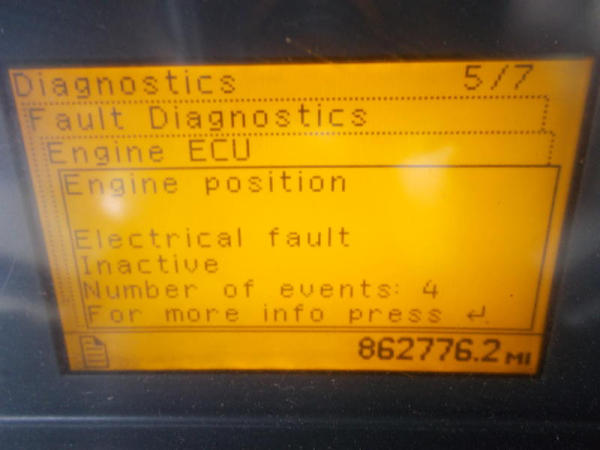 Diagnostics 5/7
Fault Diagnostics
Engine ECU
Engine position
Electrical fault
Inactive
Number of events: 4
For more info press ↵
862776.2 MI